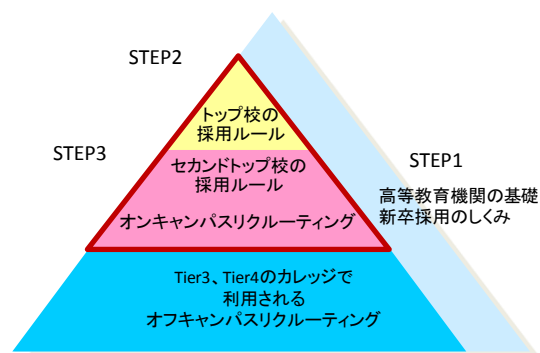 STEP2
トップ校の
採用ルール
STEP3
セカンドトップ校の
採用ルール
オンキャンパスリクルーティング
STEP1
高等教育機関の基礎
新卒採用のしくみ
Tier3、Tier4のカレッジで
利用される
オフキャンパスリクルーティング